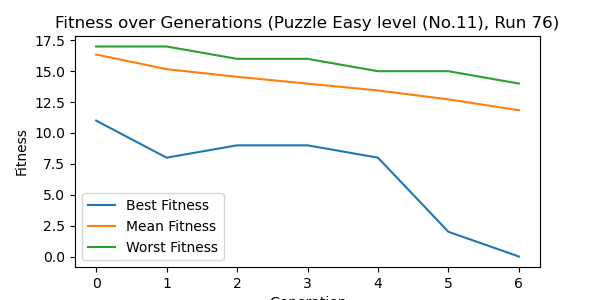 Fitness over Generations (Puzzle Easy level (No.11), Run 76)
17.5
15.0
12.5
10.0
7.5
5.0
2.5
0.0
Fitness
Best Fitness
Mean Fitness
Worst Fitness
0 1 2 3 4 5 6
Generation